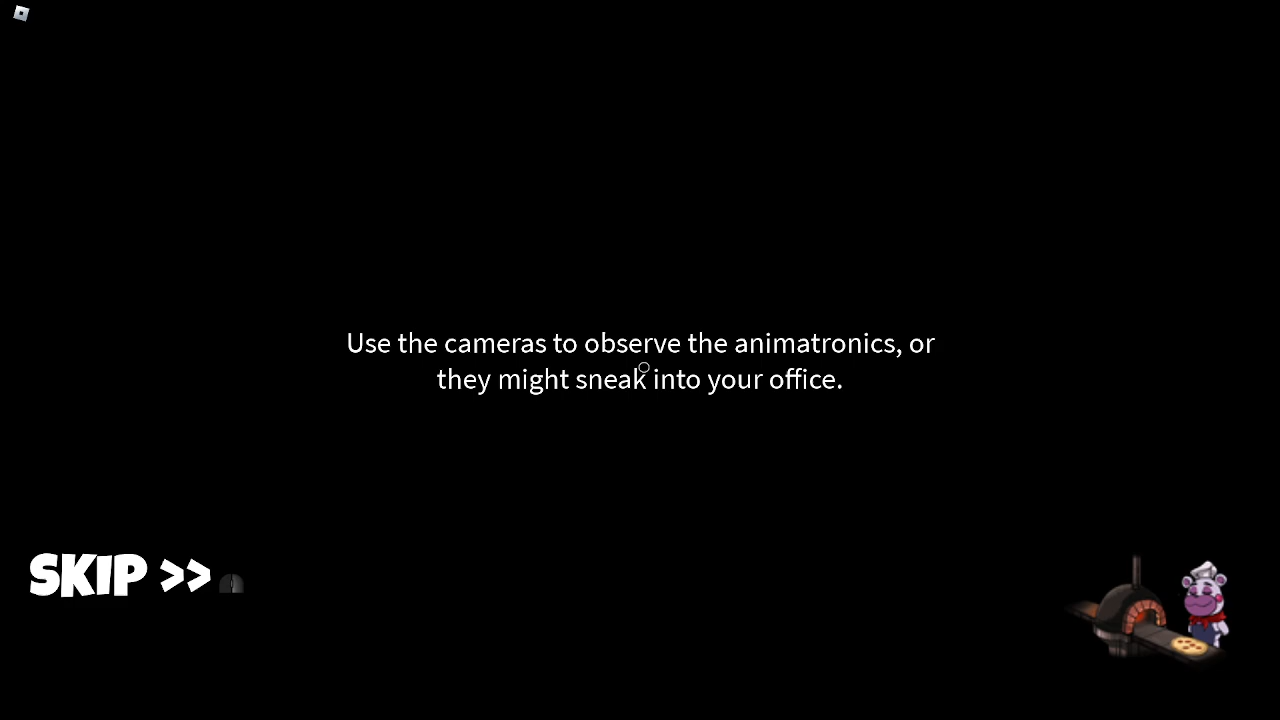 Use the cameras to observe the animatronics, or
they might sneak into your office.
SKIP >>